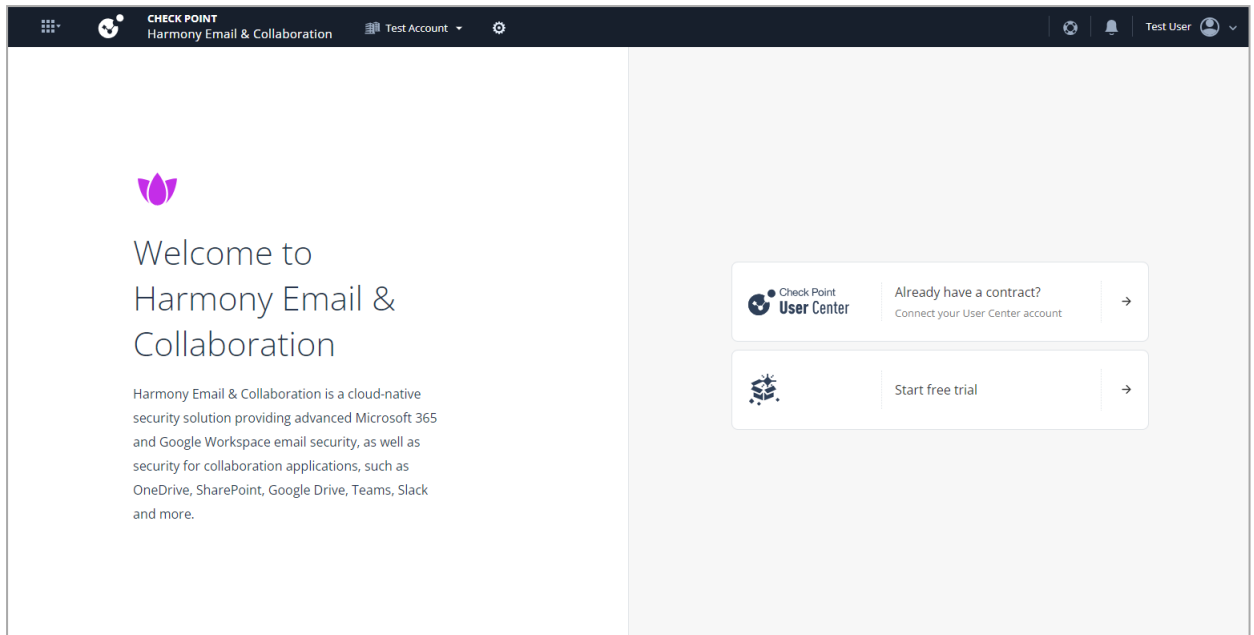 CHECK POINT
Harmony Email & Collaboration
Test Account
Test User
Welcome to
Harmony Email &
Collaboration
Harmony Email & Collaboration is a cloud-native
security solution providing advanced Microsoft 365
and Google Workspace email security, as well as
security for collaboration applications, such as
OneDrive, SharePoint, Google Drive, Teams, Slack
and more.
Check Point
User Center
Already have a contract?
Connect your User Center account
Start free trial